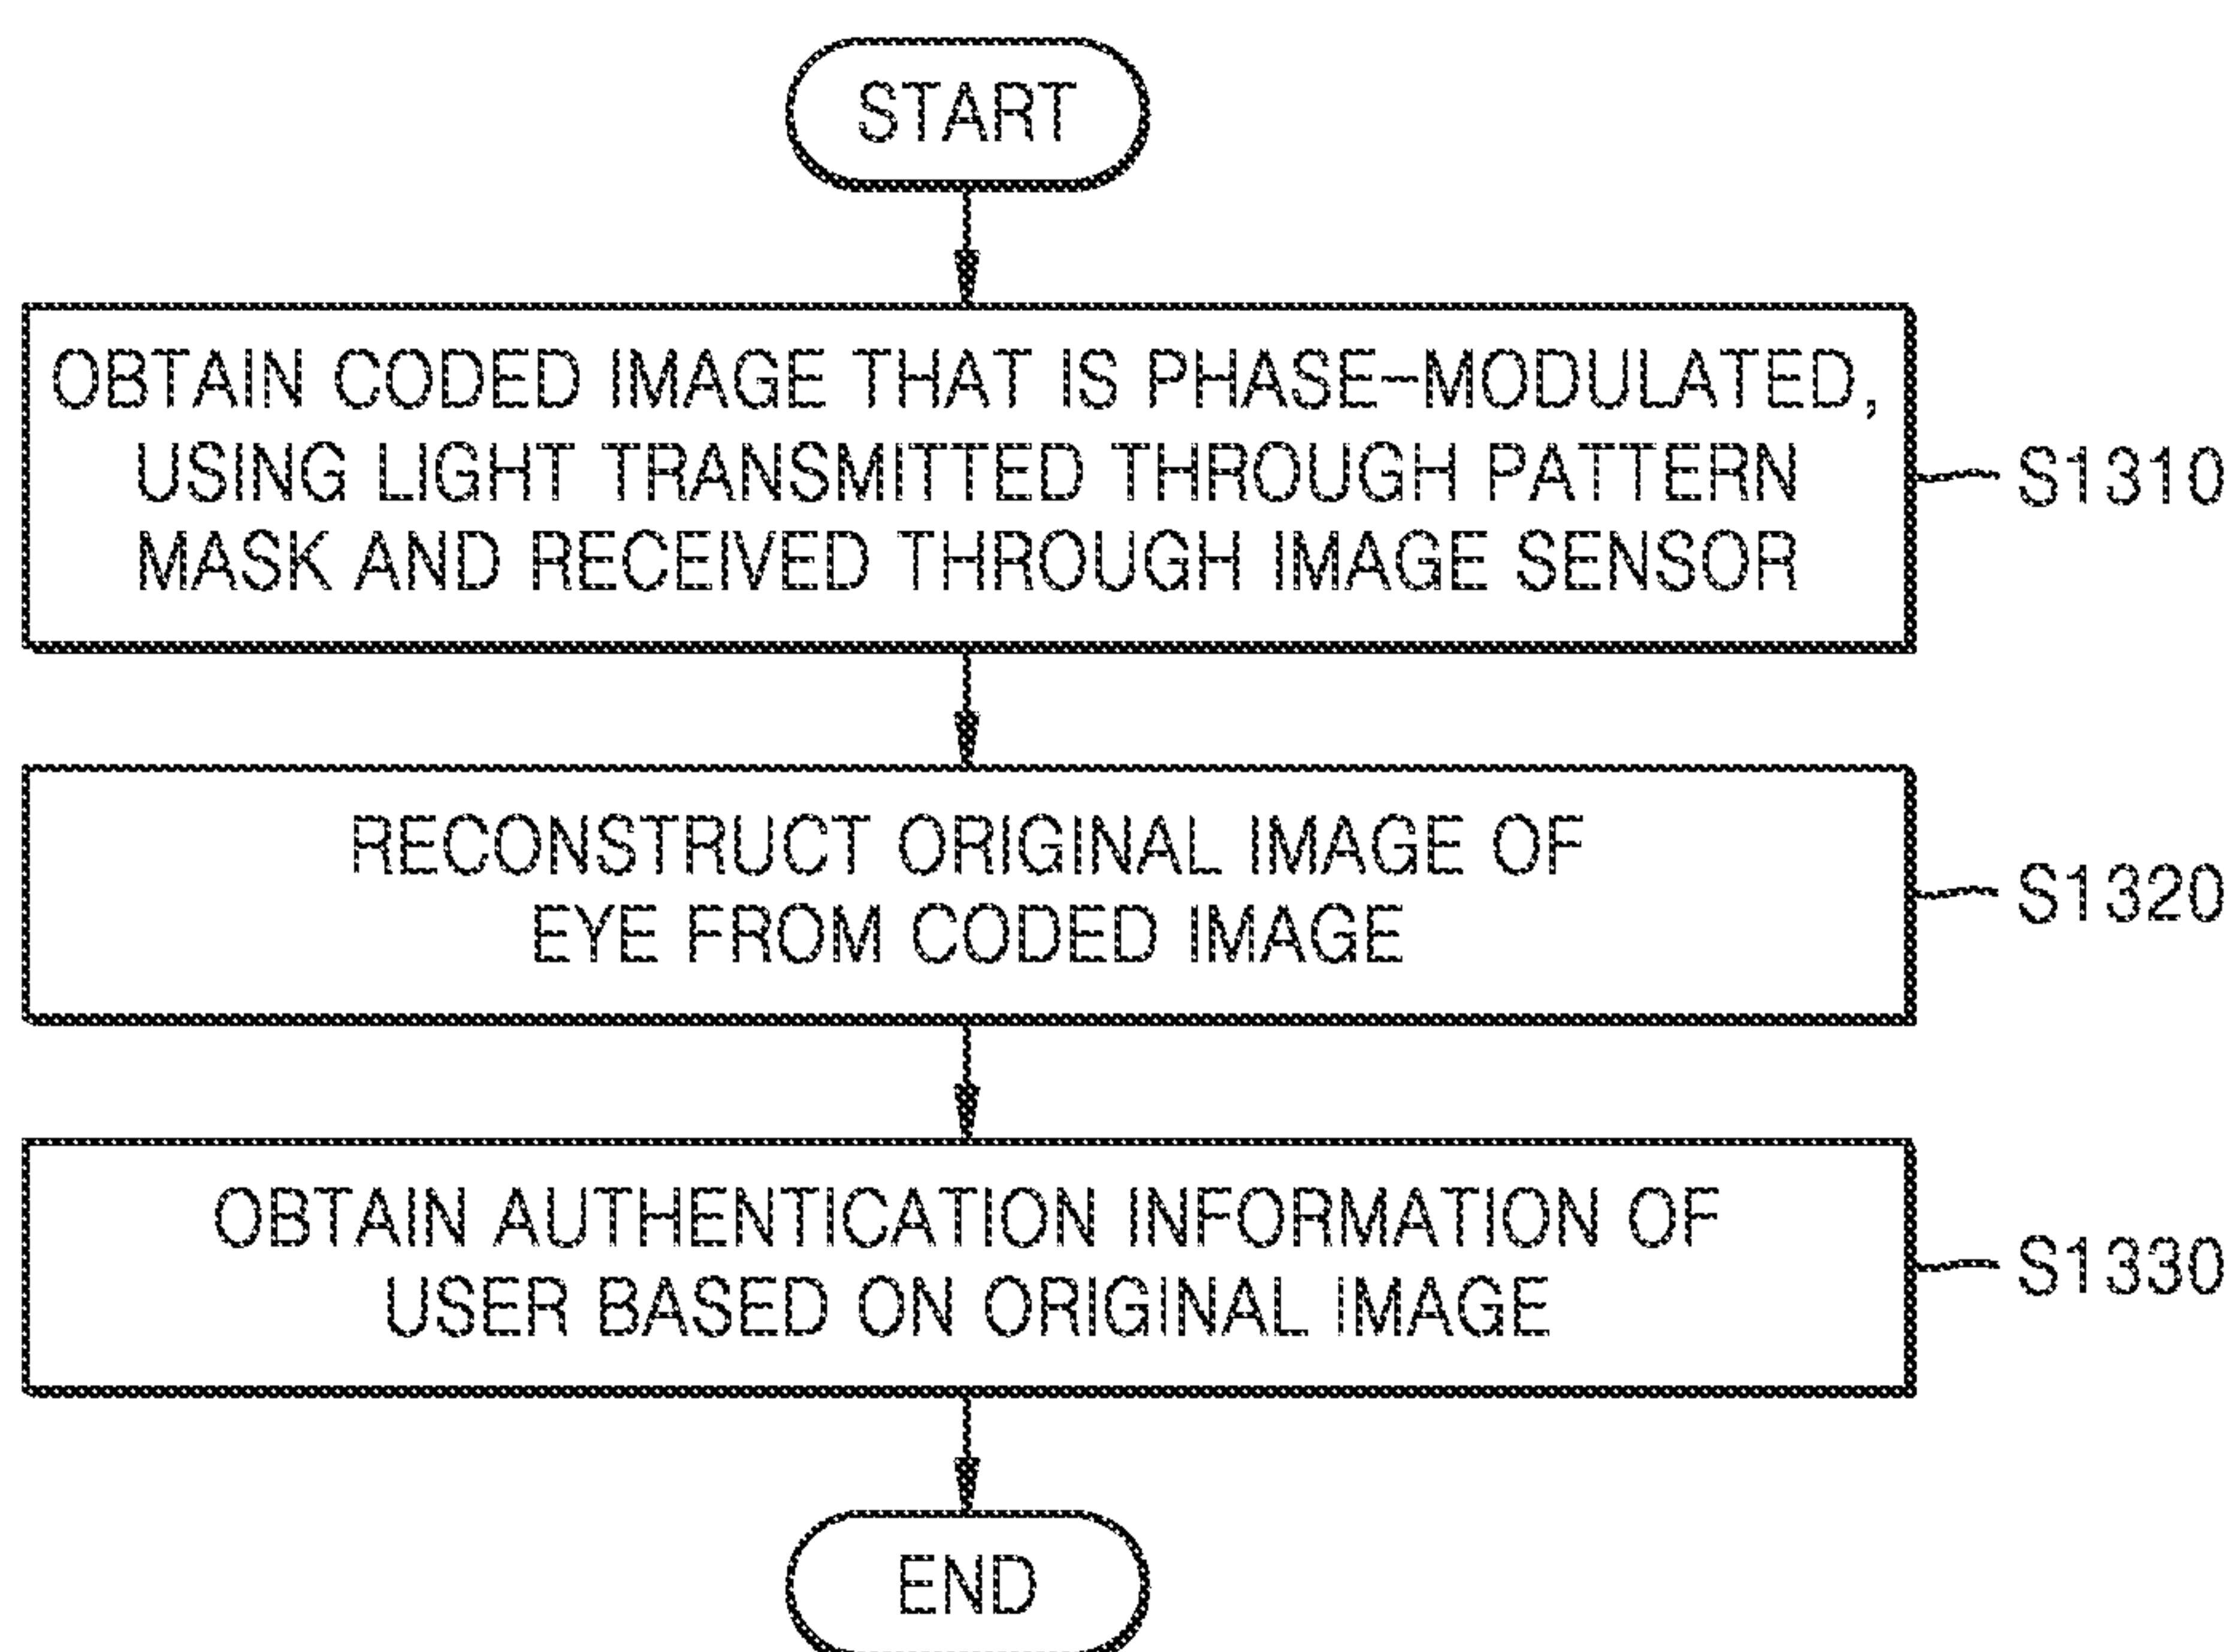 START
OBTAIN CODED IMAGE THAT IS PHASE-MODULATED,
USING LIGHT TRANSMITTED THROUGH PATTERN
MASK AND RECEIVED THROUGH IMAGE SENSOR
S1310
RECONSTRUCT ORIGINAL IMAGE OF
EYE FROM CODED IMAGE
S1320
OBTAIN AUTHENTICATION INFORMATION OF
USER BASED ON ORIGINAL IMAGE
S1330
END